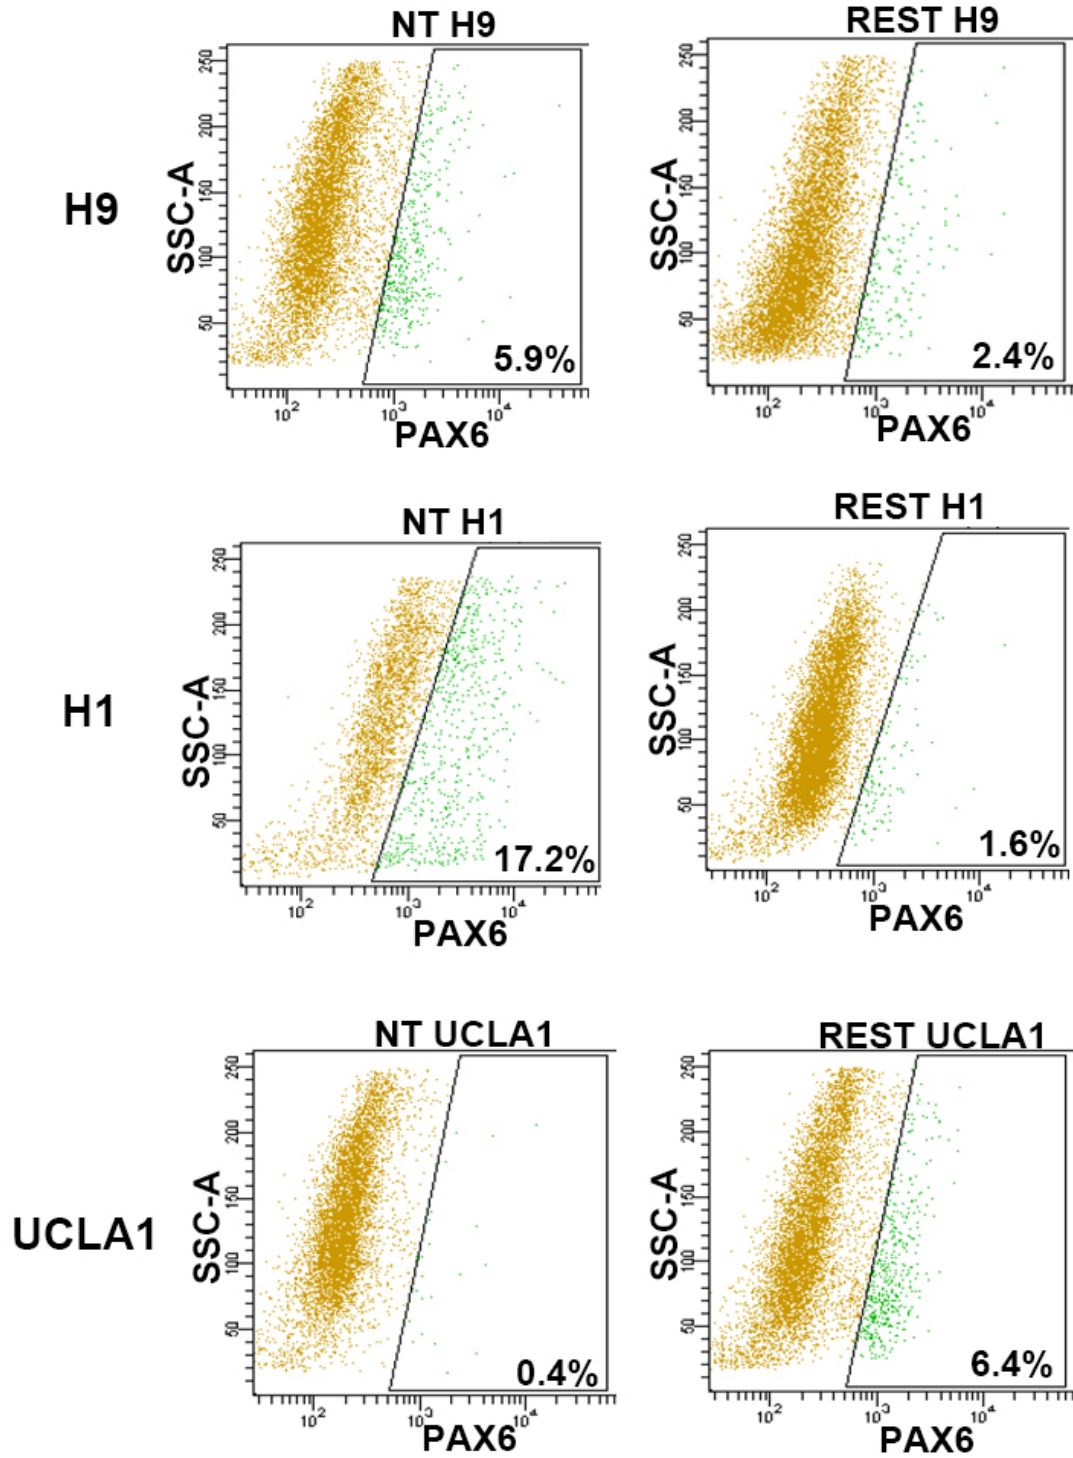 NT H9
REST H9
H9
SSC-A
250
200
150
100
50
5.9%
10²
10³
10⁴
PAX6
SSC-A
250
200
150
100
50
2.4%
10²
10³
10⁴
PAX6
NT H1
REST H1
H1
SSC-A
250
200
150
100
50
17.2%
10²
10³
10⁴
PAX6
SSC-A
250
200
150
100
50
1.6%
10²
10³
10⁴
PAX6
NT UCLA1
REST UCLA1
UCLA1
SSC-A
250
200
150
100
50
0.4%
10²
10³
10⁴
PAX6
SSC-A
250
200
150
100
50
6.4%
10²
10³
10⁴
PAX6